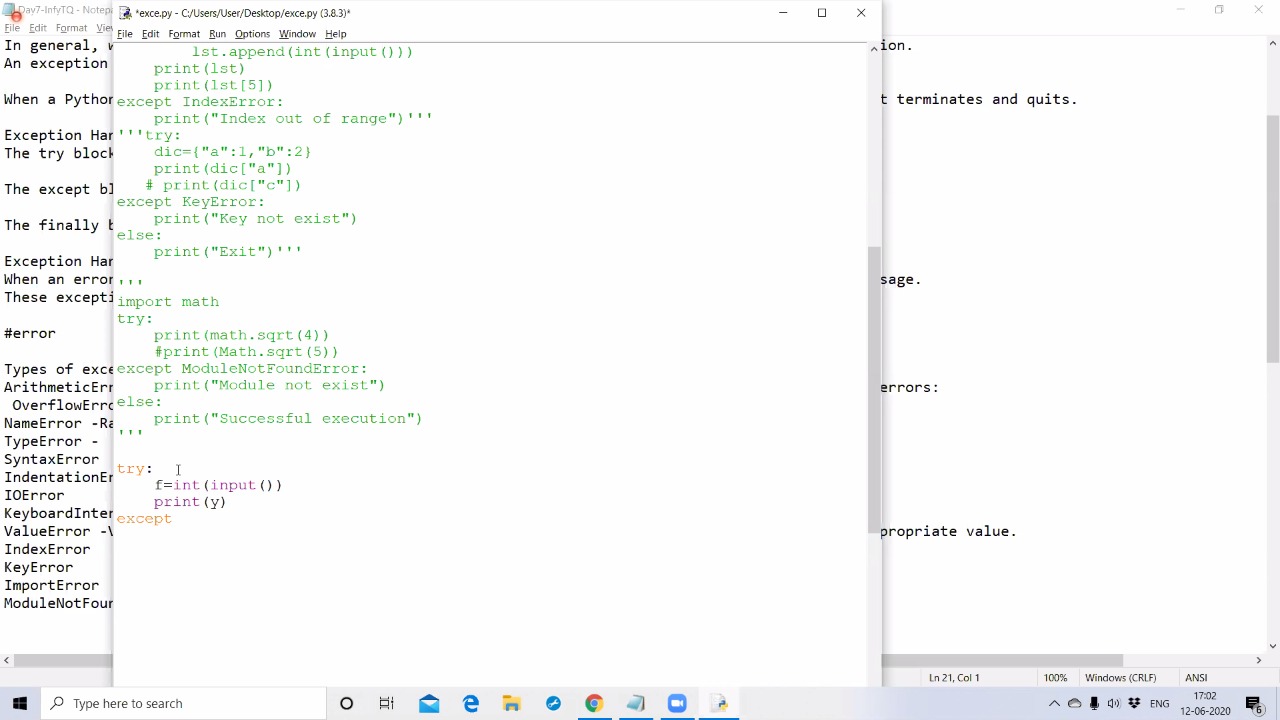 Day7-InfyTQ
File Edit Format View
In general, w
An exception
When a Python
Exception Han
The try block
The except bl
The finally b
Exception Han
When an error
These excepti
#error
Types of exce
ArithmeticErr
OverflowErro
NameError -Ra
TypeError -
SyntaxError
IndentationEr
IOError
KeyboardInter
ValueError -V
IndexError
KeyError
ImportError
ModuleNotFoun
*exce.py - C:/Users/User/Desktop/exce.py (3.8.3)*
File Edit Format Run Options Window Help
lst.append(int(input()))
print(lst)
print(lst[5])
except IndexError:
print("Index out of range")'''
'''try:
dic={"a":1,"b":2}
print(dic["a"])
# print(dic["c"])
except KeyError:
print("Key not exist")
else:
print("Exit")'''
'''
import math
try:
print(math.sqrt(4))
#print(Math.sqrt(5))
except ModuleNotFoundError:
print("Module not exist")
else:
print("Successful execution")
'''
try:
f=int(input())
print(y)
except
ion.
t terminates and quits.
sage.
errors:
propriate value.
Ln 21, Col 1 100% Windows (CRLF) ANSI
Type here to search
ENG
17:02
12-06-2020
6